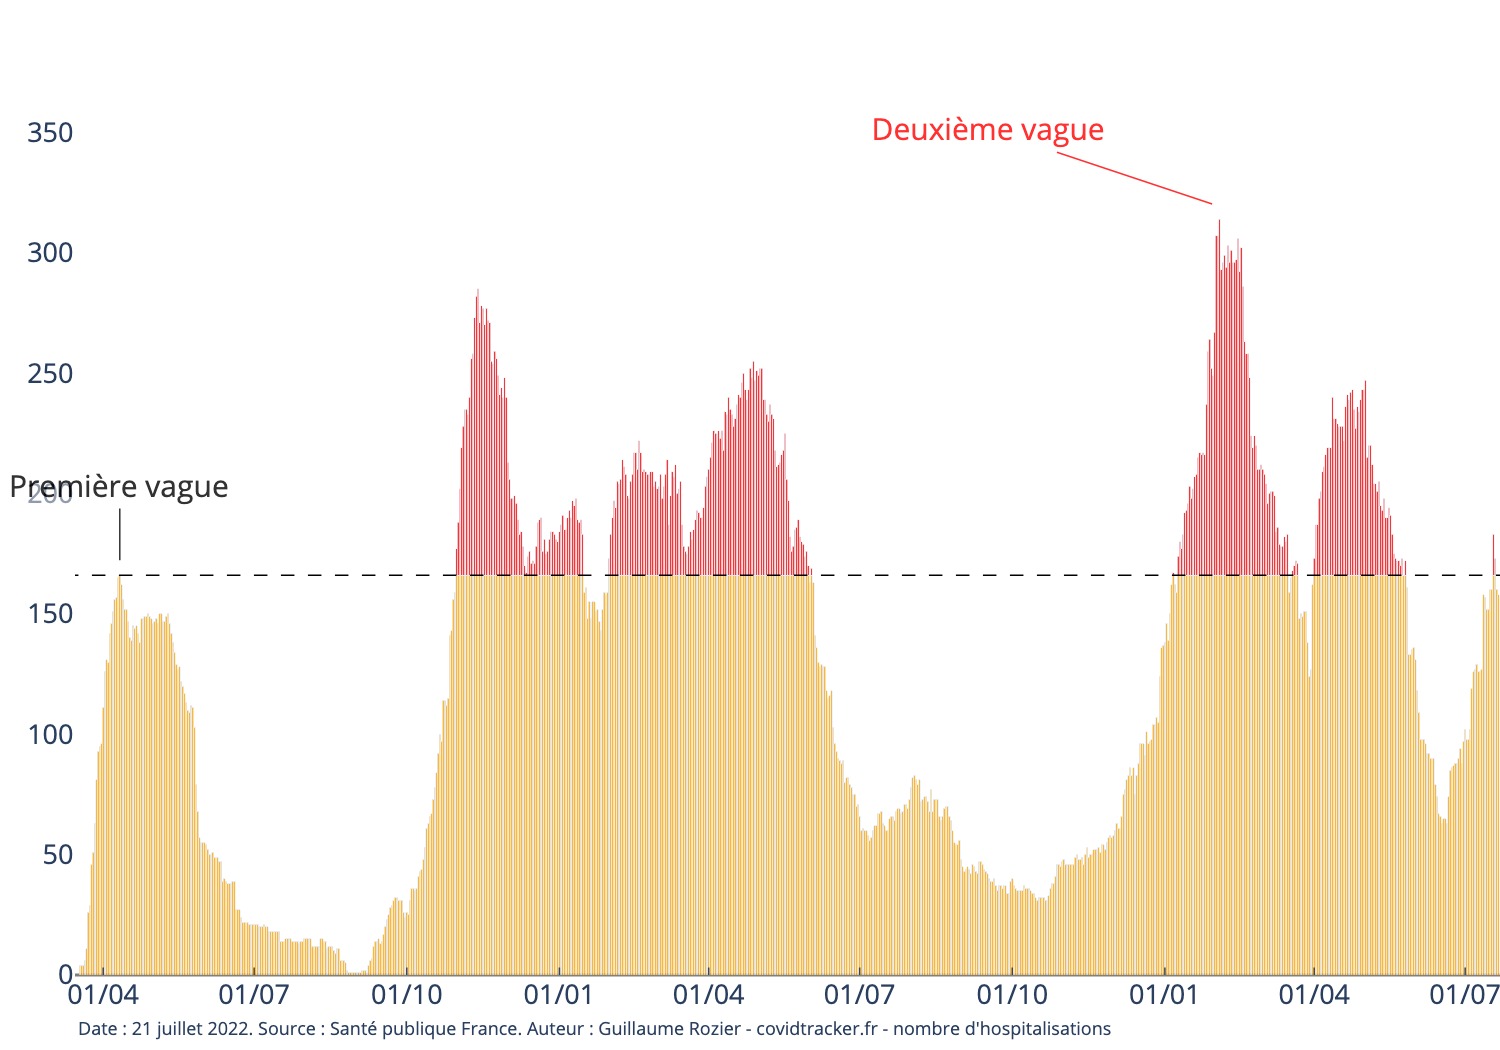 350
Deuxième vague
300
250
Première vague
200
150
100
50
0
01/04 01/07 01/10 01/01 01/04 01/07 01/10 01/01 01/04 01/07
Date : 21 juillet 2022. Source : Santé publique France. Auteur : Guillaume Rozier - covidtracker.fr - nombre d'hospitalisations